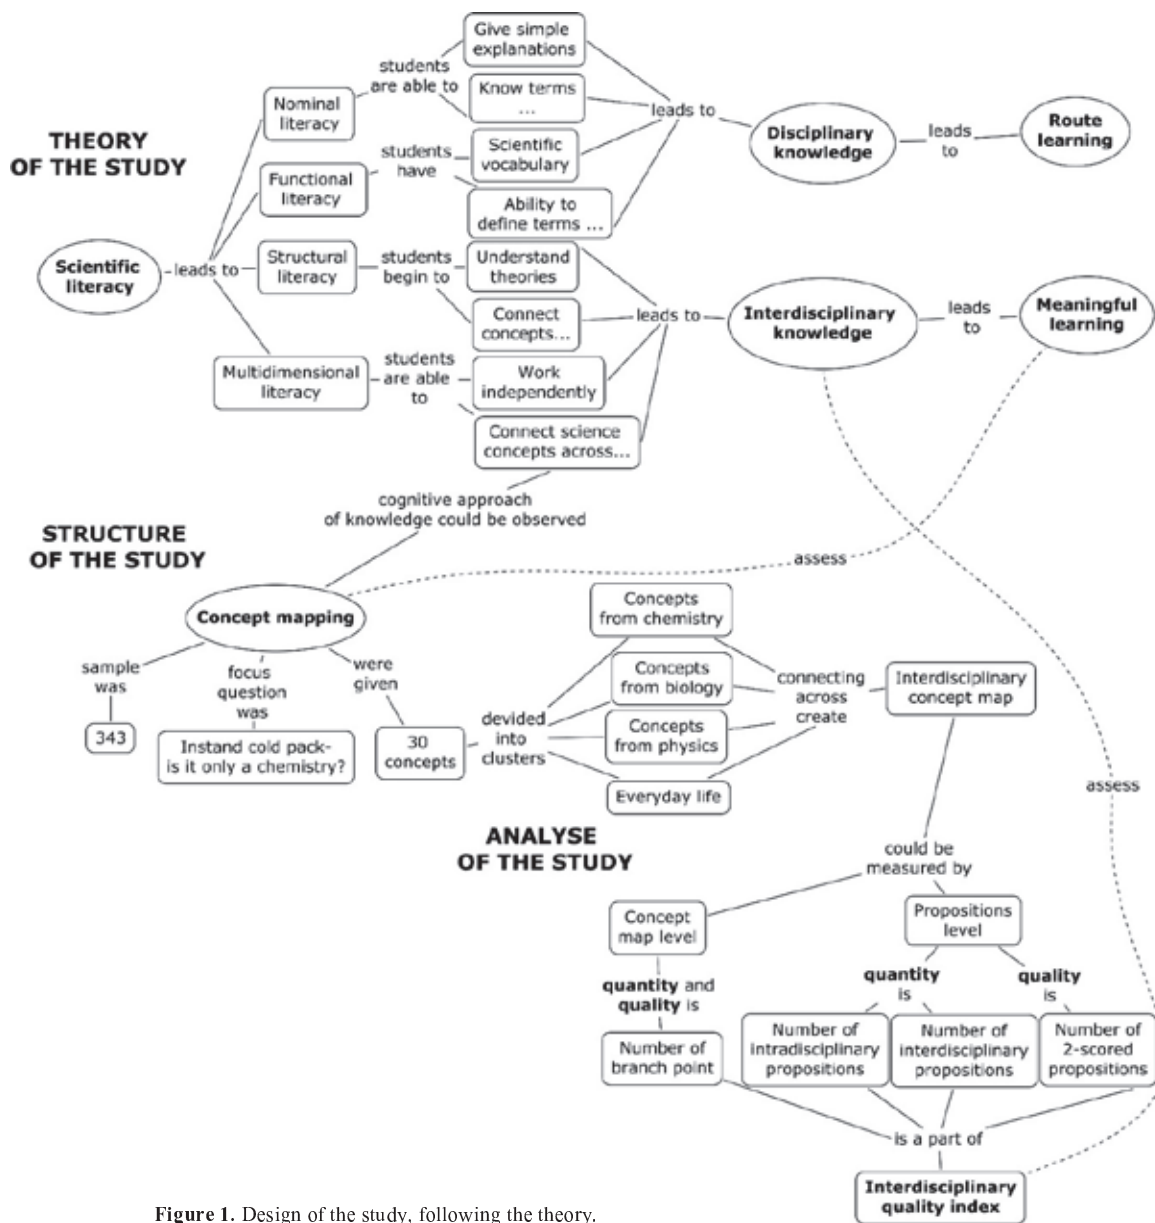 THEORY
OF THE STUDY
Scientific
literacy
leads to
Nominal
literacy
Functional
literacy
Structural
literacy
Multidimensional
literacy
students
are able to
students
have
students
begin to
students
are able
to
Give simple
explanations
Know terms
...
Scientific
vocabulary
Ability to
define terms ...
Understand
theories
Connect
concepts...
Work
independently
Connect science
concepts across...
leads to
Disciplinary
knowledge
leads
to
Route
learning
leads to
Interdisciplinary
knowledge
leads
to
Meaningful
learning
cognitive approach
of knowledge could be observed
STRUCTURE
OF THE STUDY
assess
Concept mapping
sample
was
343
focus
question
was
Instand cold pack-
is it only a chemistry?
were
given
30
concepts
devided
into
clusters
Concepts
from chemistry
Concepts
from biology
Concepts
from physics
Everyday life
connecting
across
create
Interdisciplinary
concept map
assess
ANALYSE
OF THE STUDY
could be
measured by
Concept
map level
Propositions
level
quantity and
quality is
quantity
is
quality
is
Number of
branch point
Number of
intradisciplinary
propositions
Number of
interdisciplinary
propositions
Number of
2-scored
propositions
is a part of
Interdisciplinary
quality index
Figure 1. Design of the study, following the theory.